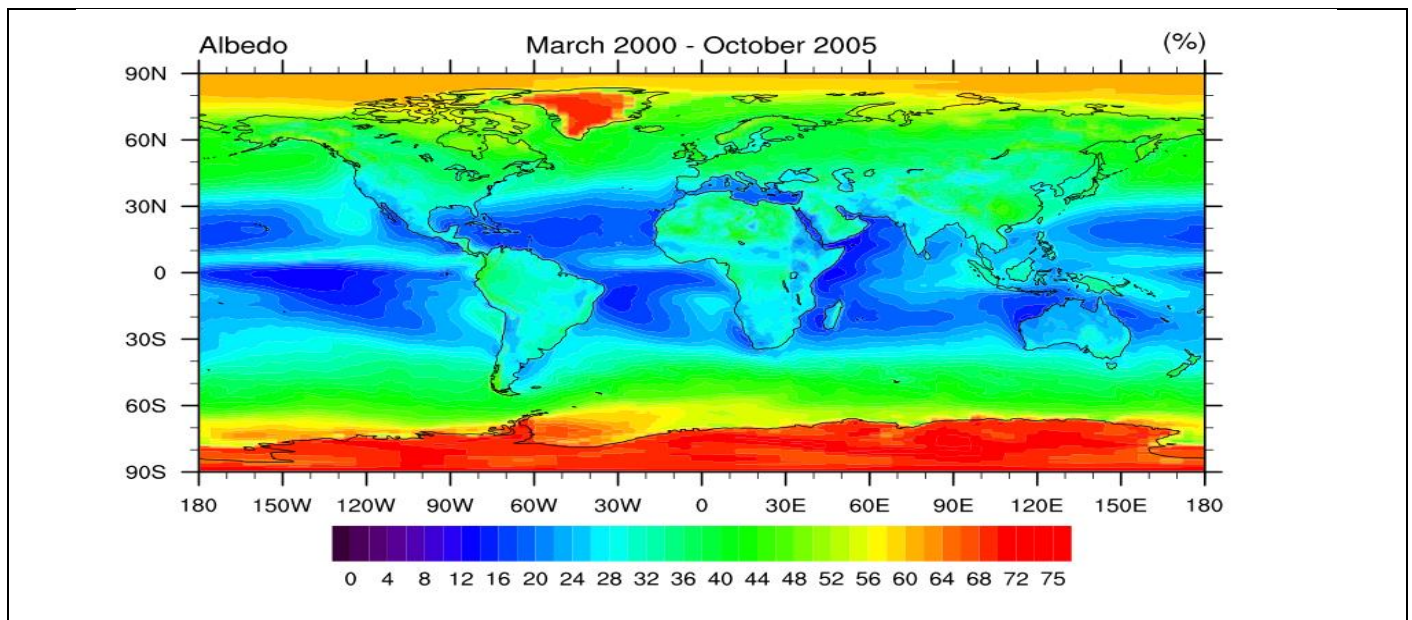 Albedo March 2000 - October 2005 (%)
90N
60N
30N
0
30S
60S
90S
180 150W 120W 90W 60W 30W 0 30E 60E 90E 120E 150E 180
0 4 8 12 16 20 24 28 32 36 40 44 48 52 56 60 64 68 72 75